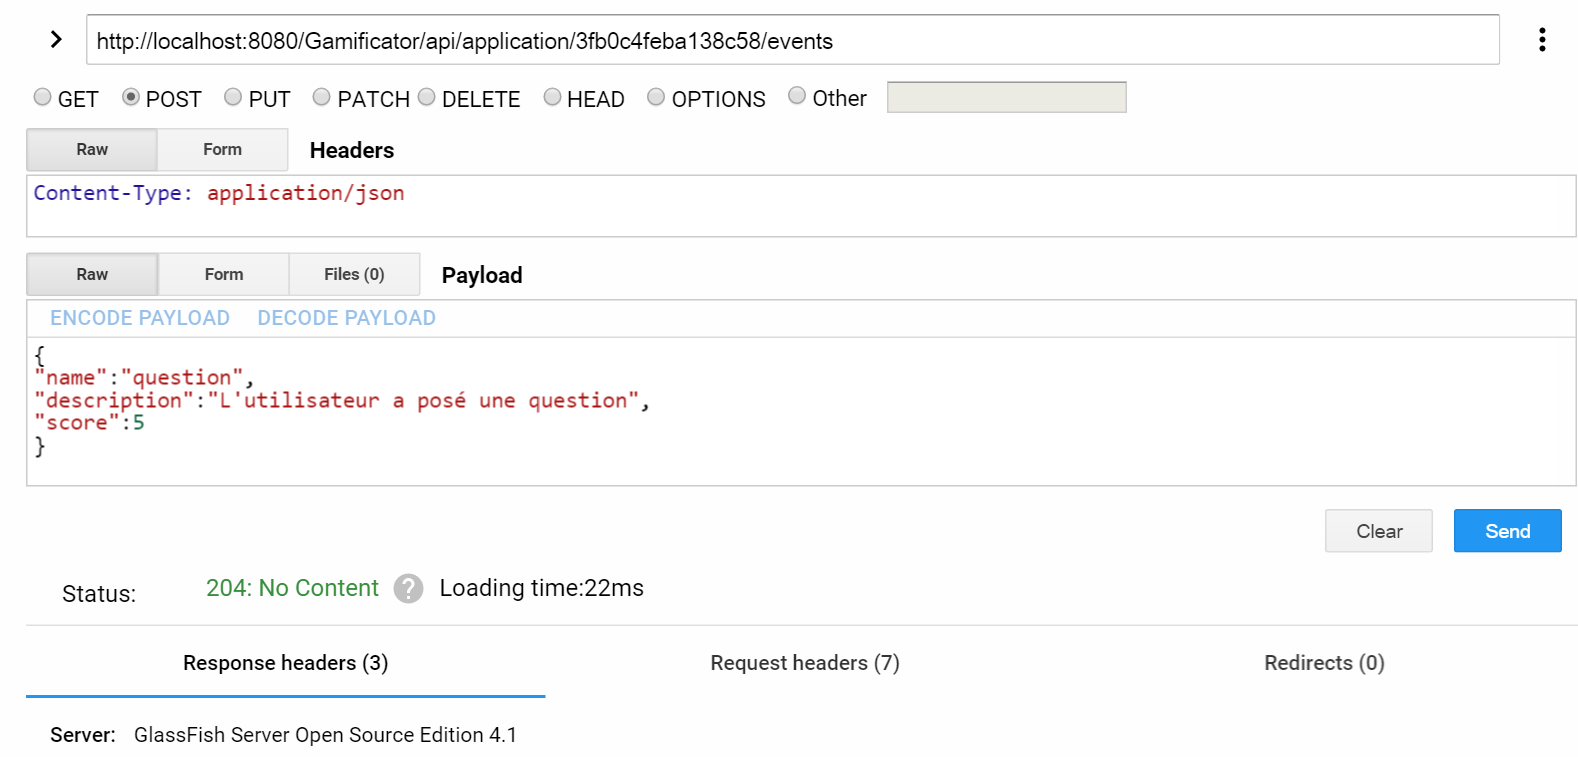 http://localhost:8080/Gamificator/api/application/3fb0c4feba138c58/events
GET POST PUT PATCH DELETE HEAD OPTIONS Other
Raw Form Headers
Content-Type: application/json
Raw Form Files (0) Payload
ENCODE PAYLOAD DECODE PAYLOAD
{
"name":"question",
"description":"L'utilisateur a posé une question",
"score":5
}
Clear Send
Status: 204: No Content ? Loading time:22ms
Response headers (3) Request headers (7) Redirects (0)
Server: GlassFish Server Open Source Edition 4.1